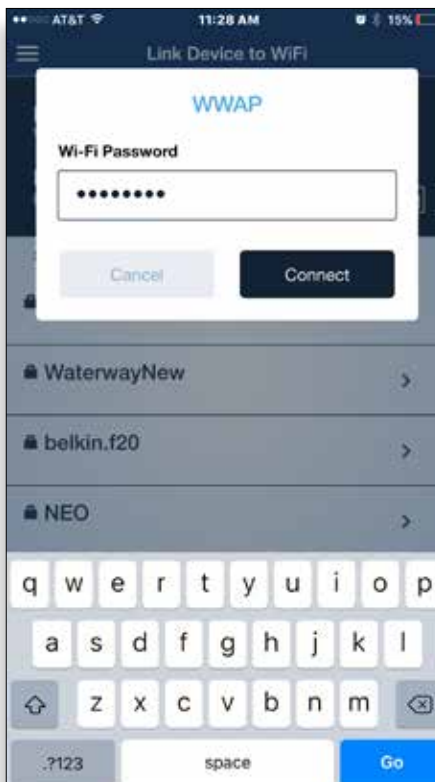 AT&T 11:28 AM 15%
Link Device to WiFi
WWAP
Wi-Fi Password
••••••••
Cancel Connect
WaterwayNew
belkin.f20
NEO
q w e r t y u i o p
a s d f g h j k l
z x c v b n m
.?123 space Go